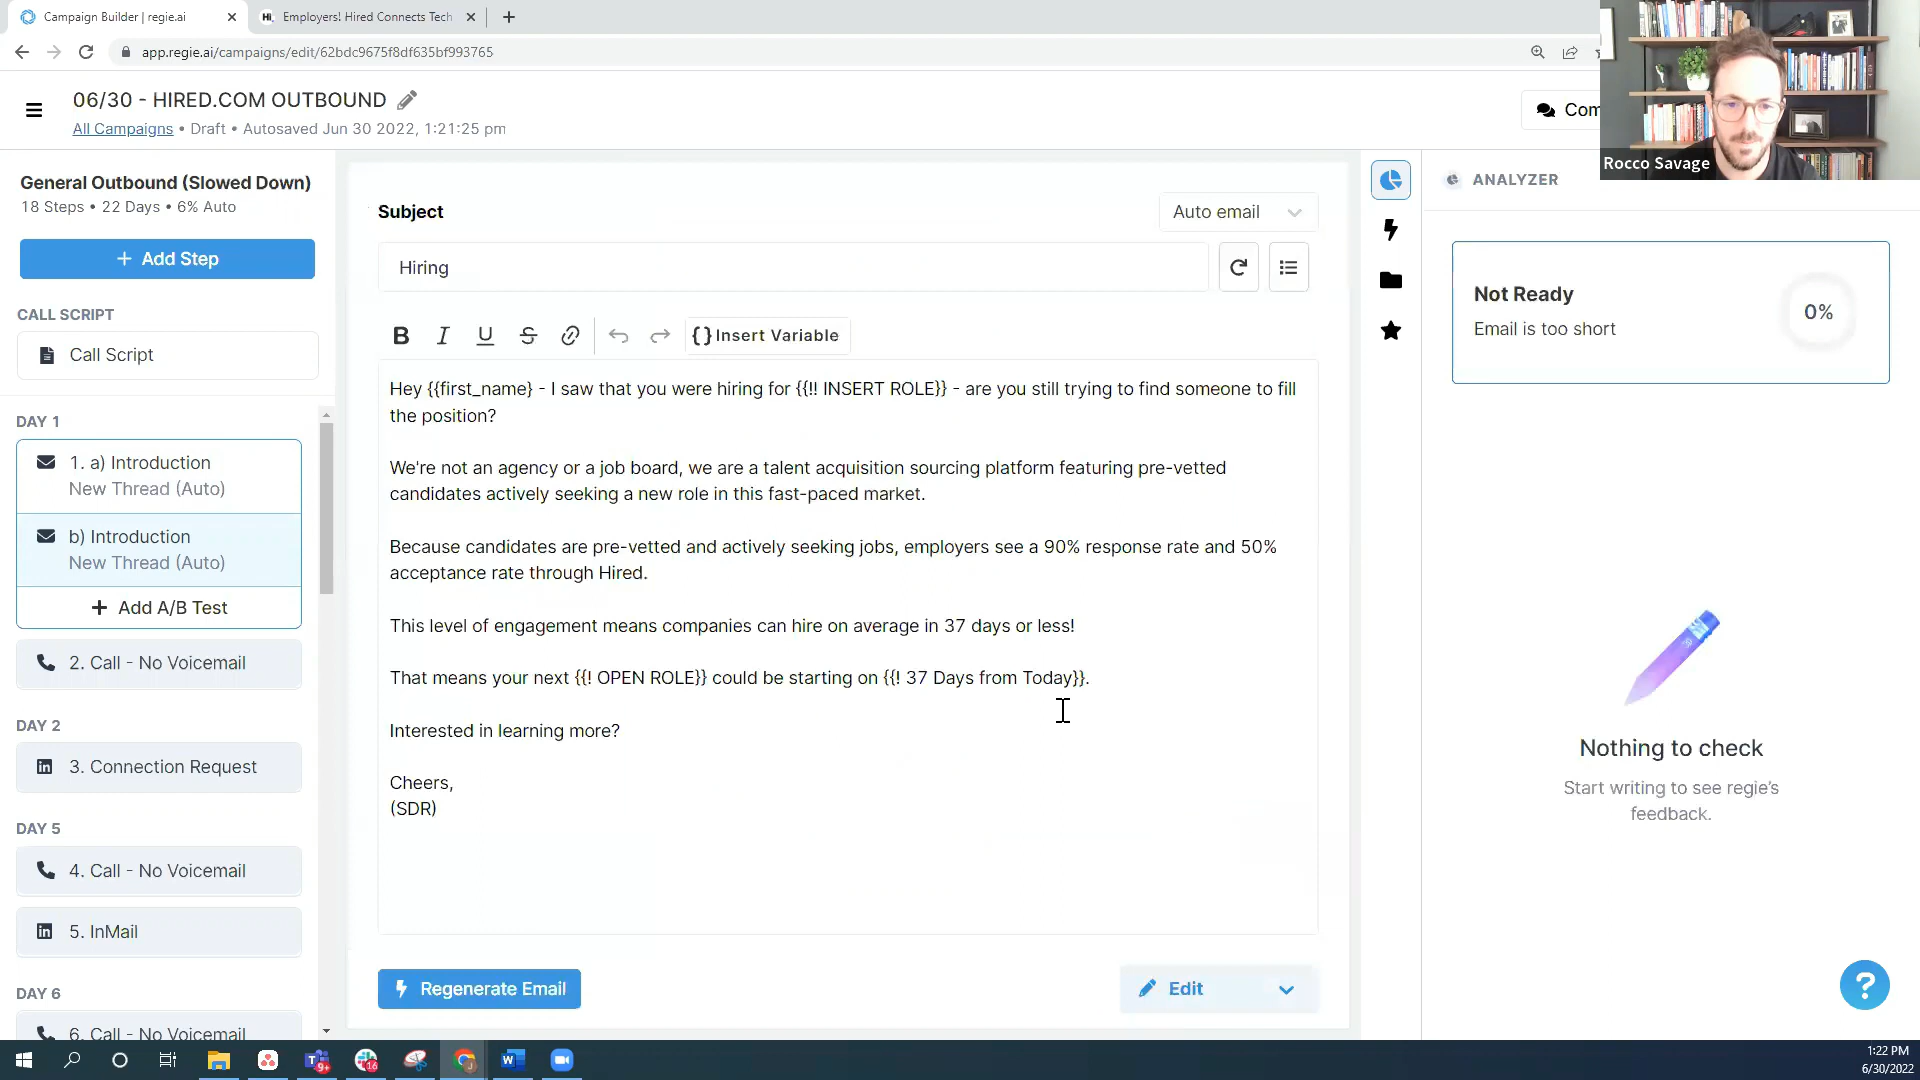 Campaign Builder | regie.ai
Hi. Employers! Hired Connects Tech
app.regie.ai/campaigns/edit/62bdc9675f8df635bf993765
06/30 - HIRED.COM OUTBOUND
All Campaigns • Draft • Autosaved Jun 30 2022, 1:21:25 pm
Com
Rocco Savage
General Outbound (Slowed Down)
18 Steps • 22 Days • 6% Auto
+ Add Step
CALL SCRIPT
Call Script
DAY 1
1. a) Introduction
New Thread (Auto)
b) Introduction
New Thread (Auto)
+ Add A/B Test
2. Call - No Voicemail
DAY 2
3. Connection Request
DAY 5
4. Call - No Voicemail
5. InMail
DAY 6
6. Call - No Voicemail
Subject
Auto email
Hiring
B I U S {} Insert Variable
Hey {{first_name} - I saw that you were hiring for {{!! INSERT ROLE}} - are you still trying to find someone to fill
the position?
We're not an agency or a job board, we are a talent acquisition sourcing platform featuring pre-vetted
candidates actively seeking a new role in this fast-paced market.
Because candidates are pre-vetted and actively seeking jobs, employers see a 90% response rate and 50%
acceptance rate through Hired.
This level of engagement means companies can hire on average in 37 days or less!
That means your next {{! OPEN ROLE}} could be starting on {{! 37 Days from Today}}.
Interested in learning more?
Cheers,
(SDR)
Regenerate Email
Edit
ANALYZER
Not Ready
Email is too short
0%
Nothing to check
Start writing to see regie's
feedback.
?
9+
16
1:22 PM
6/30/2022